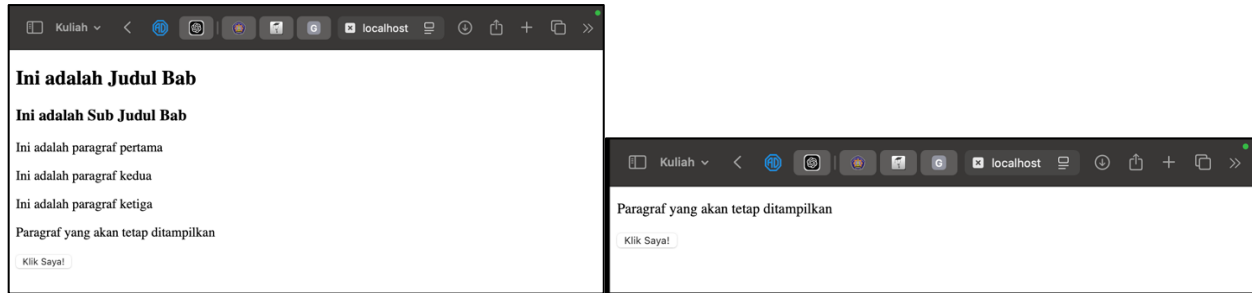 Kuliah
G
localhost
Ini adalah Judul Bab
Ini adalah Sub Judul Bab
Ini adalah paragraf pertama
Ini adalah paragraf kedua
Ini adalah paragraf ketiga
Paragraf yang akan tetap ditampilkan
Klik Saya!
Kuliah
G
localhost
Paragraf yang akan tetap ditampilkan
Klik Saya!